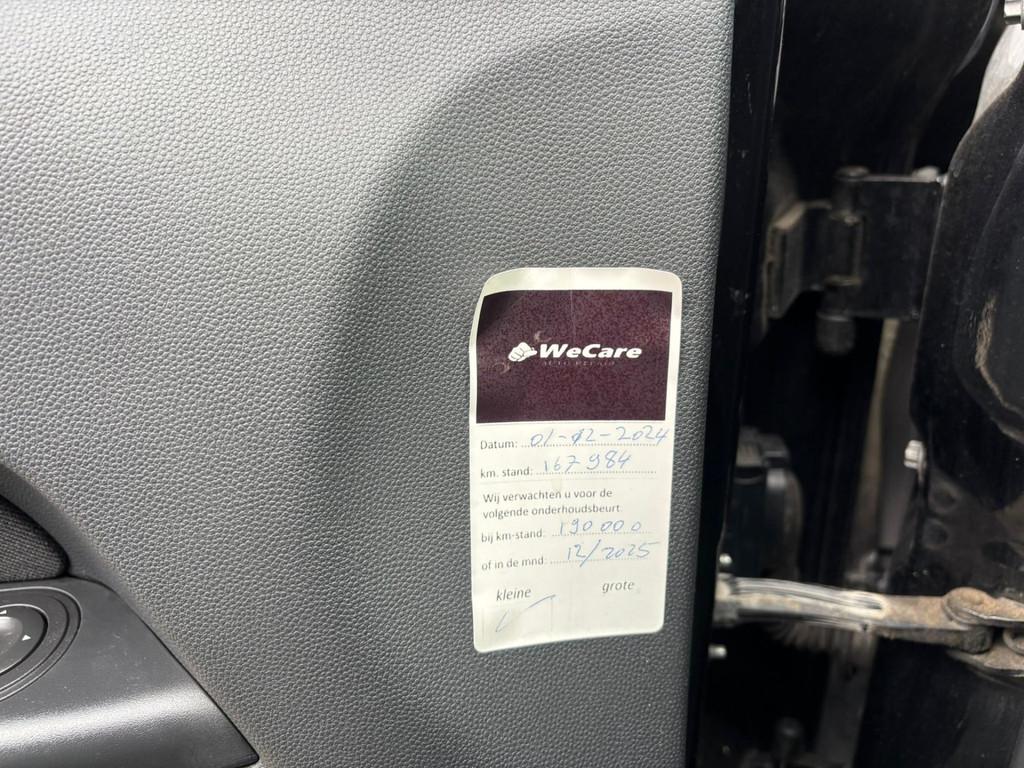 WeCare
Datum: 01-12-2024
km. stand: 167984
Wij verwachten u voor de
volgende onderhoudsbeurt
bij km-stand: 190000
of in de mnd: 12/2025
kleine grote